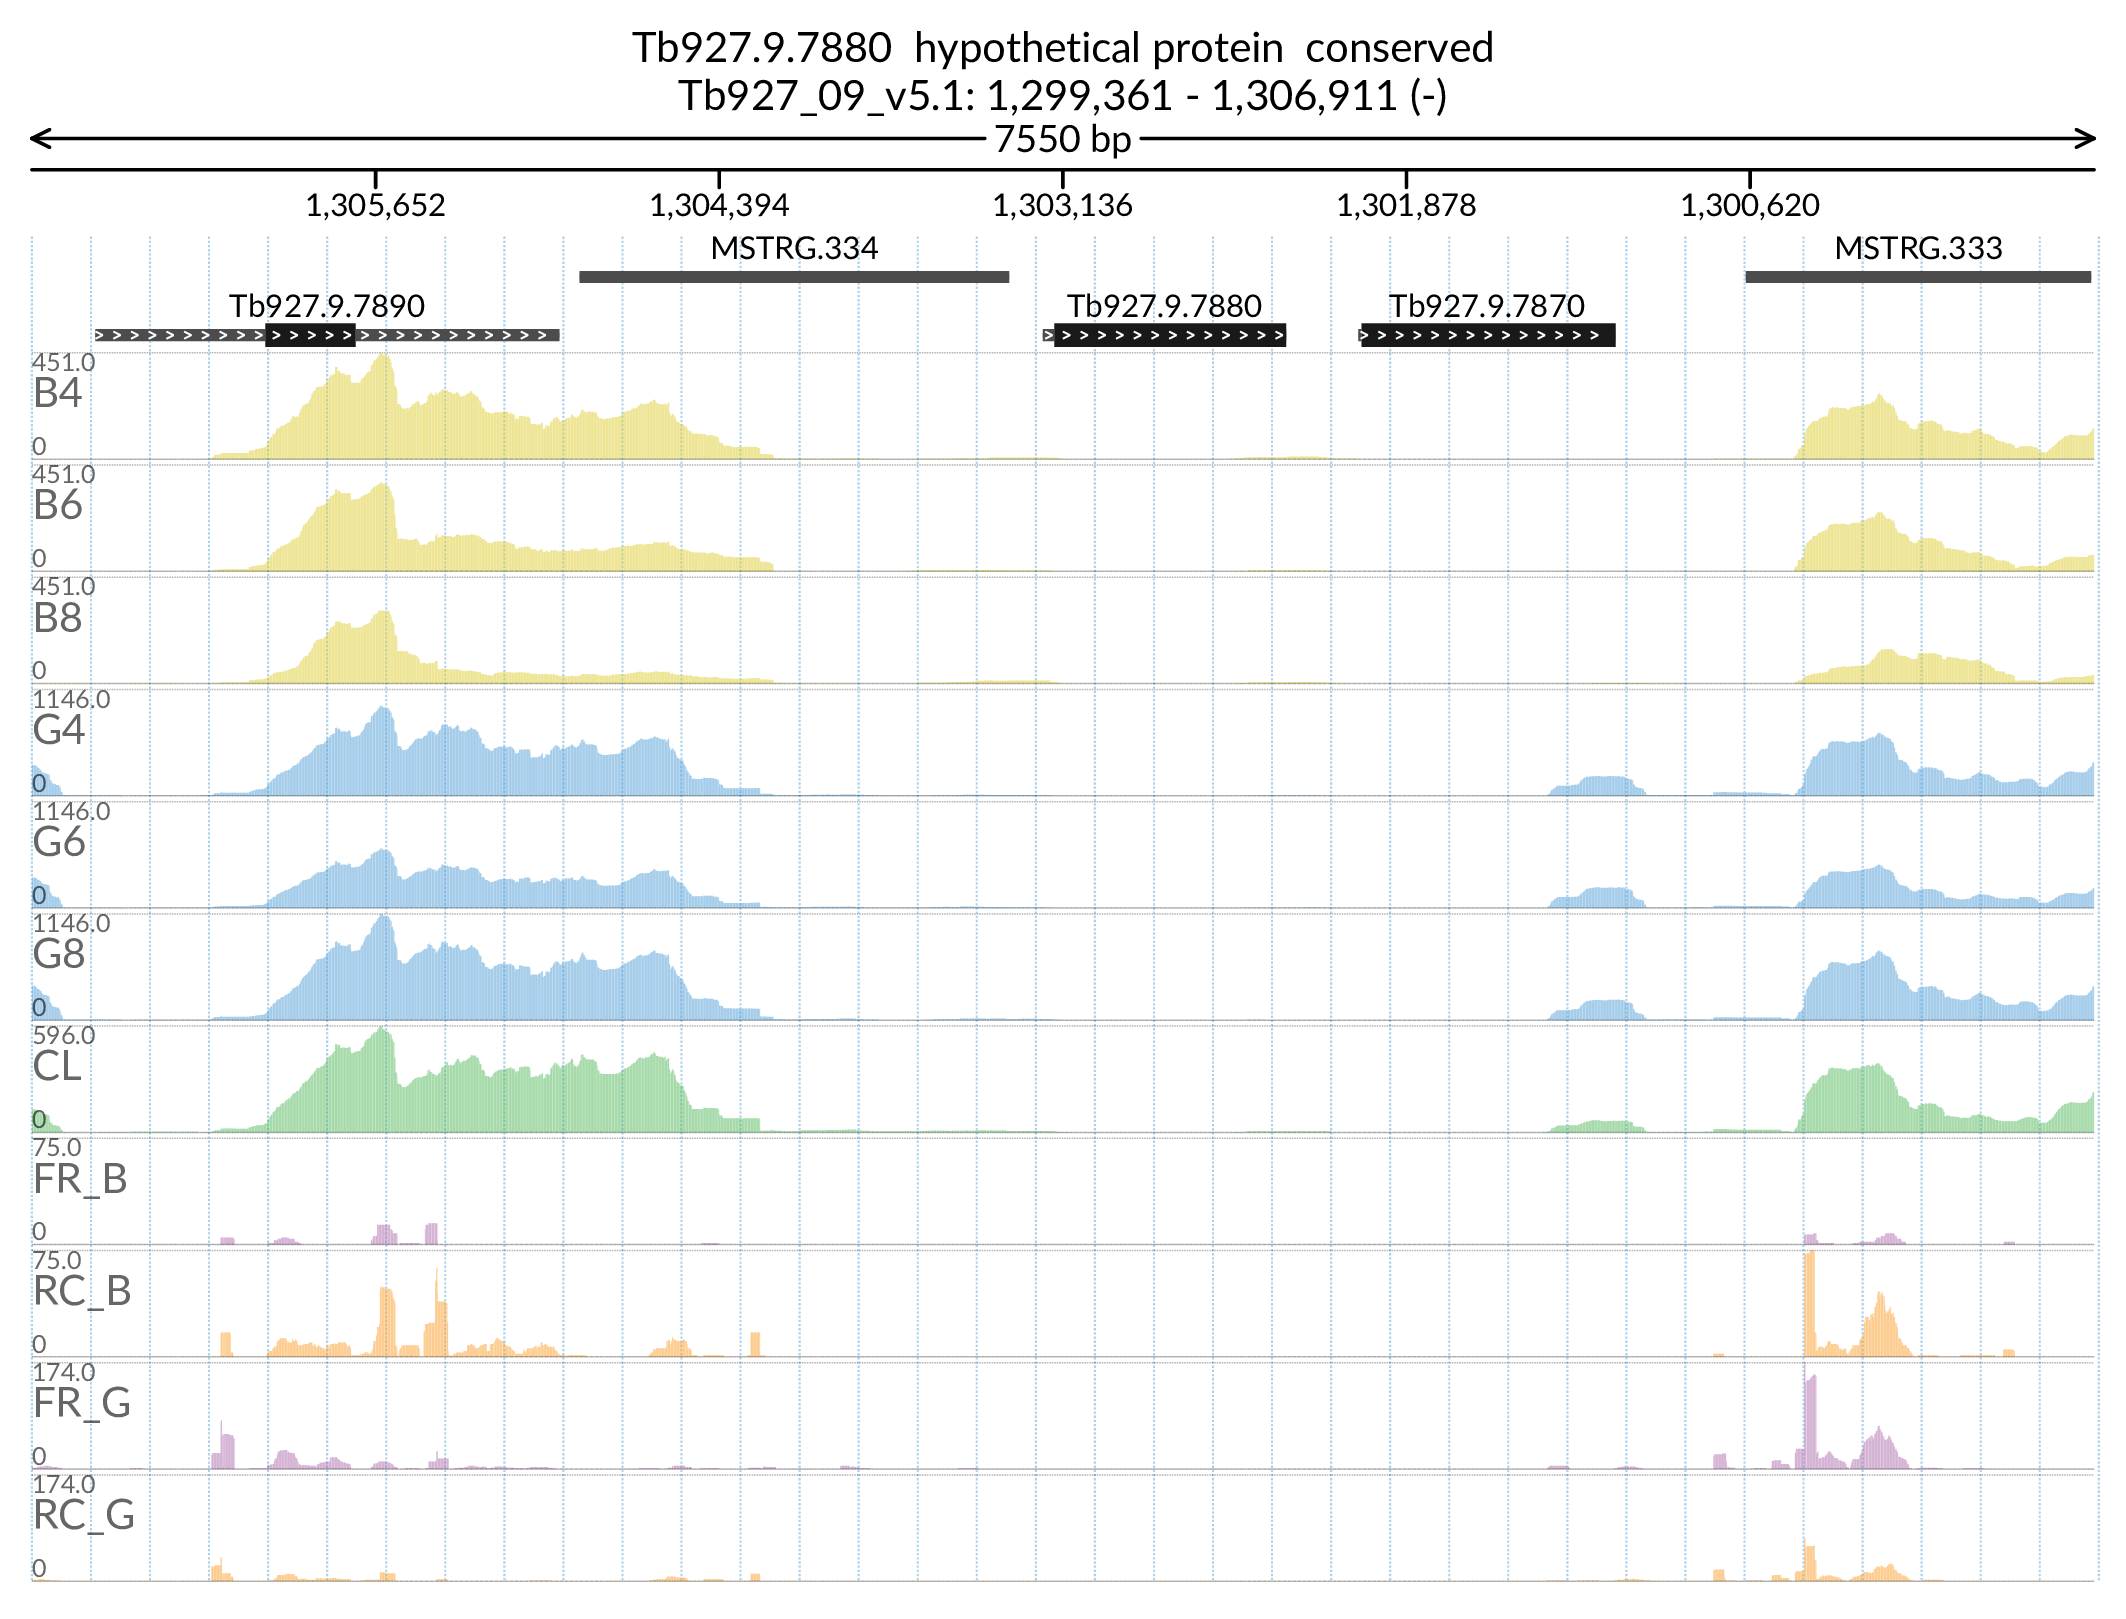 Tb927.9.7880 hypothetical protein conserved
Tb927_09_v5.1: 1,299,361 - 1,306,911 (-)
7550 bp
1,305,652 1,304,394 1,303,136 1,301,878 1,300,620
MSTRG.334 MSTRG.333
Tb927.9.7890 Tb927.9.7880 Tb927.9.7870
451.0
B4
0
451.0
B6
0
451.0
B8
0
1146.0
G4
0
1146.0
G6
0
1146.0
G8
0
596.0
CL
0
75.0
FR_B
0
75.0
RC_B
0
174.0
FR_G
0
174.0
RC_G
0